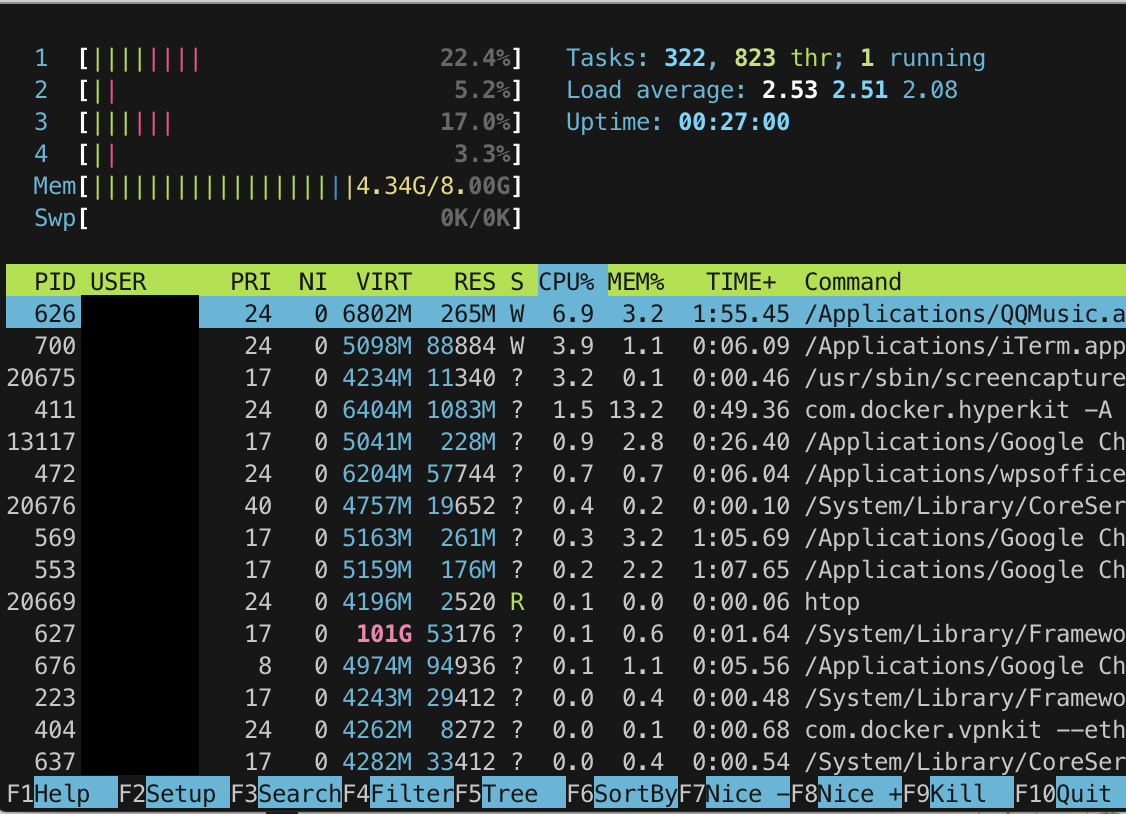 1 [|||||||| 22.4%] Tasks: 322, 823 thr; 1 running
2 [|| 5.2%] Load average: 2.53 2.51 2.08
3 [|||||| 17.0%] Uptime: 00:27:00
4 [|| 3.3%]
Mem[|||||||||||||||||||4.34G/8.00G]
Swp[ 0K/0K]
PID USER PRI NI VIRT RES S CPU% MEM% TIME+ Command
626 24 0 6802M 265M W 6.9 3.2 1:55.45 /Applications/QQMusic.a
700 24 0 5098M 88884 W 3.9 1.1 0:06.09 /Applications/iTerm.app
20675 17 0 4234M 11340 ? 3.2 0.1 0:00.46 /usr/sbin/screencapture
411 24 0 6404M 1083M ? 1.5 13.2 0:49.36 com.docker.hyperkit -A
13117 17 0 5041M 228M ? 0.9 2.8 0:26.40 /Applications/Google Ch
472 24 0 6204M 57744 ? 0.7 0.7 0:06.04 /Applications/wpsoffice
20676 40 0 4757M 19652 ? 0.4 0.2 0:00.10 /System/Library/CoreSer
569 17 0 5163M 261M ? 0.3 3.2 1:05.69 /Applications/Google Ch
553 17 0 5159M 176M ? 0.2 2.2 1:07.65 /Applications/Google Ch
20669 24 0 4196M 2520 R 0.1 0.0 0:00.06 htop
627 17 0 101G 53176 ? 0.1 0.6 0:01.64 /System/Library/Framewo
676 8 0 4974M 94936 ? 0.1 1.1 0:05.56 /Applications/Google Ch
223 17 0 4243M 29412 ? 0.0 0.4 0:00.48 /System/Library/Framewo
404 24 0 4262M 8272 ? 0.0 0.1 0:00.68 com.docker.vpnkit --eth
637 17 0 4282M 33412 ? 0.0 0.4 0:00.54 /System/Library/CoreSer
F1Help F2Setup F3SearchF4FilterF5Tree F6SortByF7Nice -F8Nice +F9Kill F10Quit